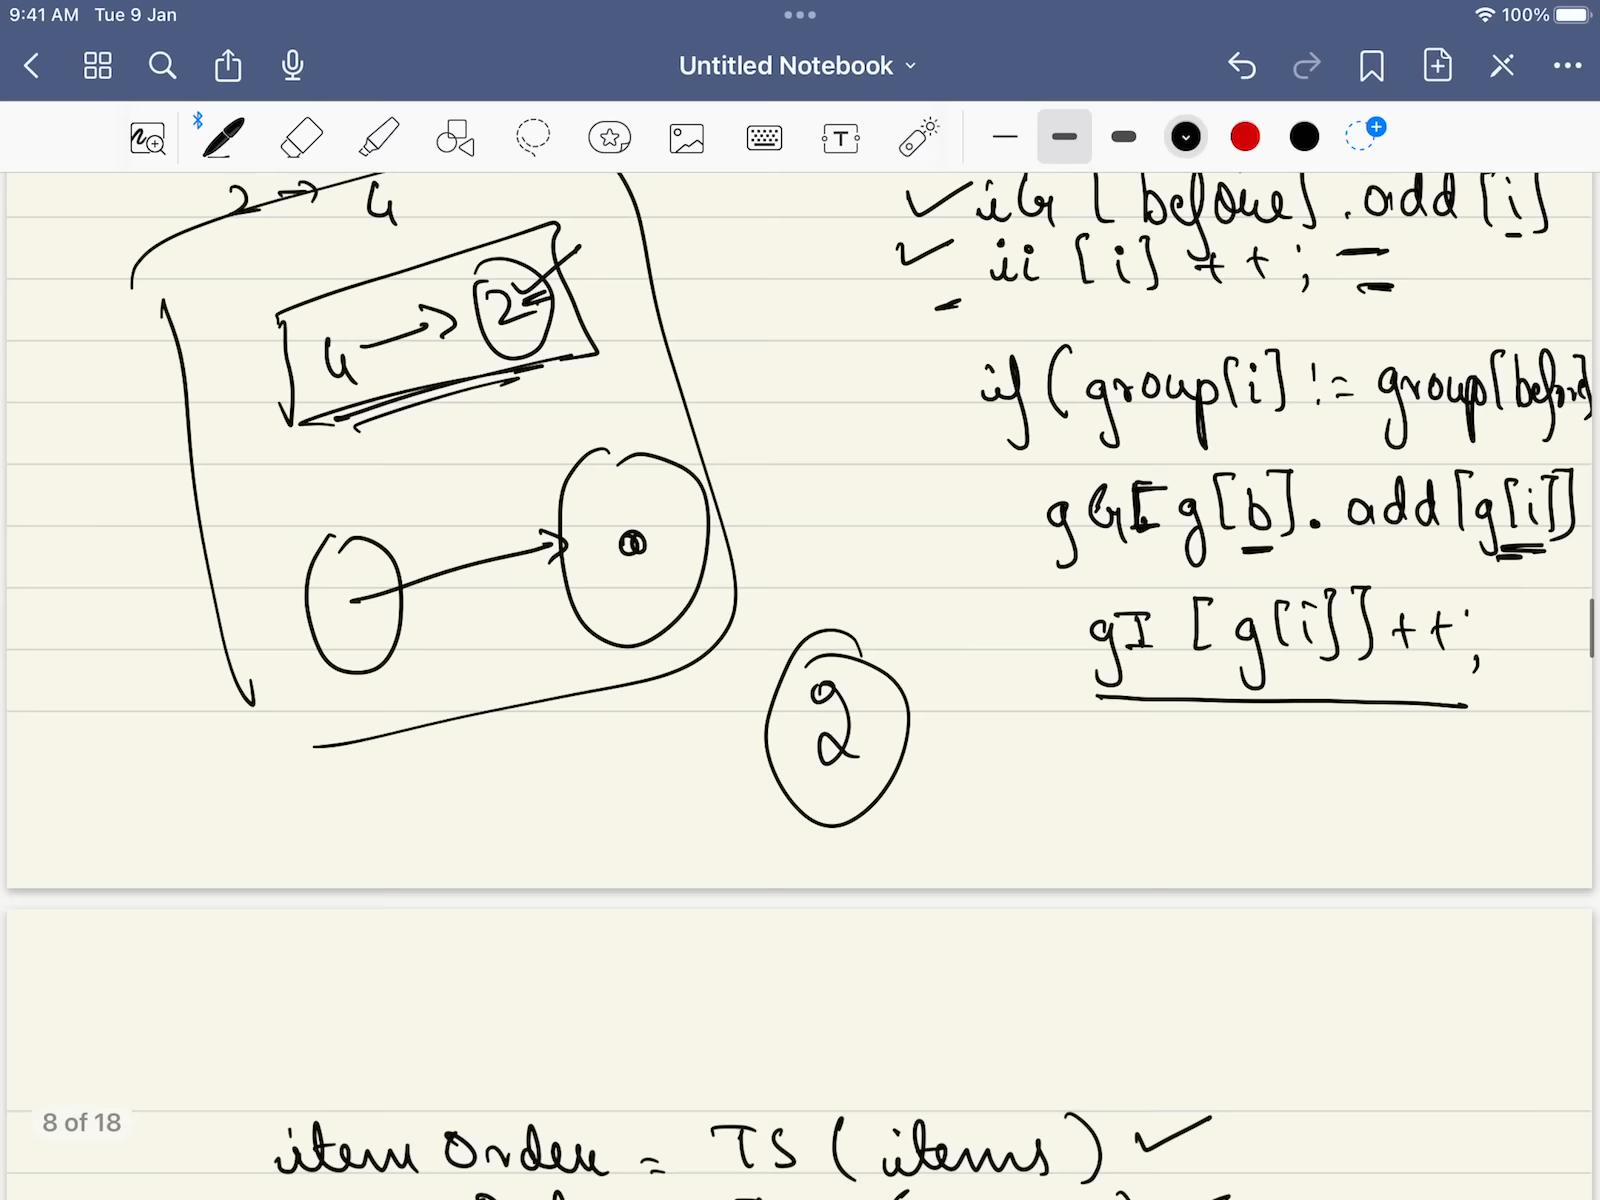 9:41 AM Tue 9 Jan
100%
Untitled Notebook
T
2 → 4
4 → 2
iG [before].add[i]
ii [i]++;
if (group[i] != group[before]
gG[g[b].add[g[i]]
gI [g[i]]++;
g
2
8 of 18
item Order = TS (items)